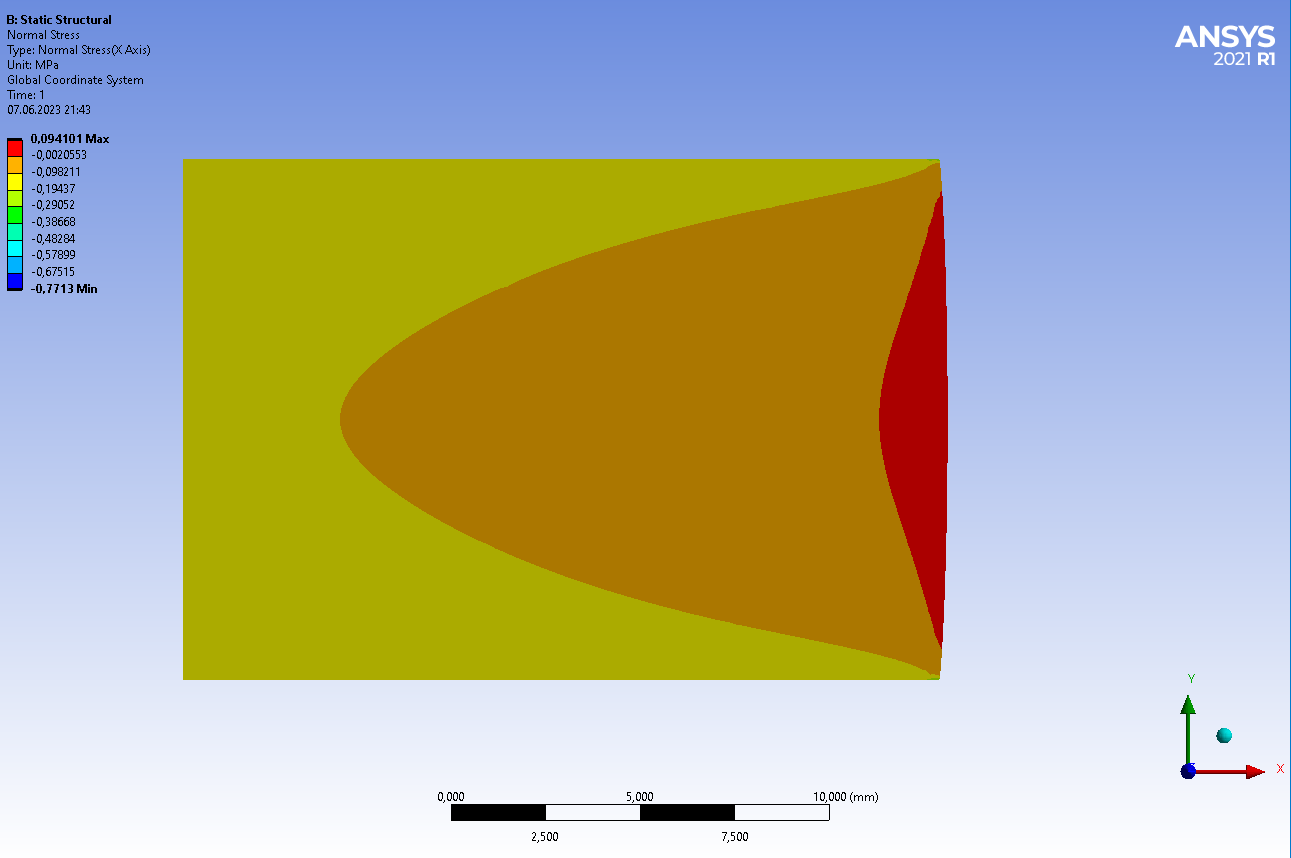 B: Static Structural
Normal Stress
Type: Normal Stress(X Axis)
Unit: MPa
Global Coordinate System
Time: 1
07.06.2023 21:43
0,094101 Max
-0,0020553
-0,098211
-0,19437
-0,29052
-0,38668
-0,48284
-0,57899
-0,67515
-0,7713 Min
ANSYS
2021 R1
Y
Z
X
0,000 5,000 10,000 (mm)
2,500 7,500